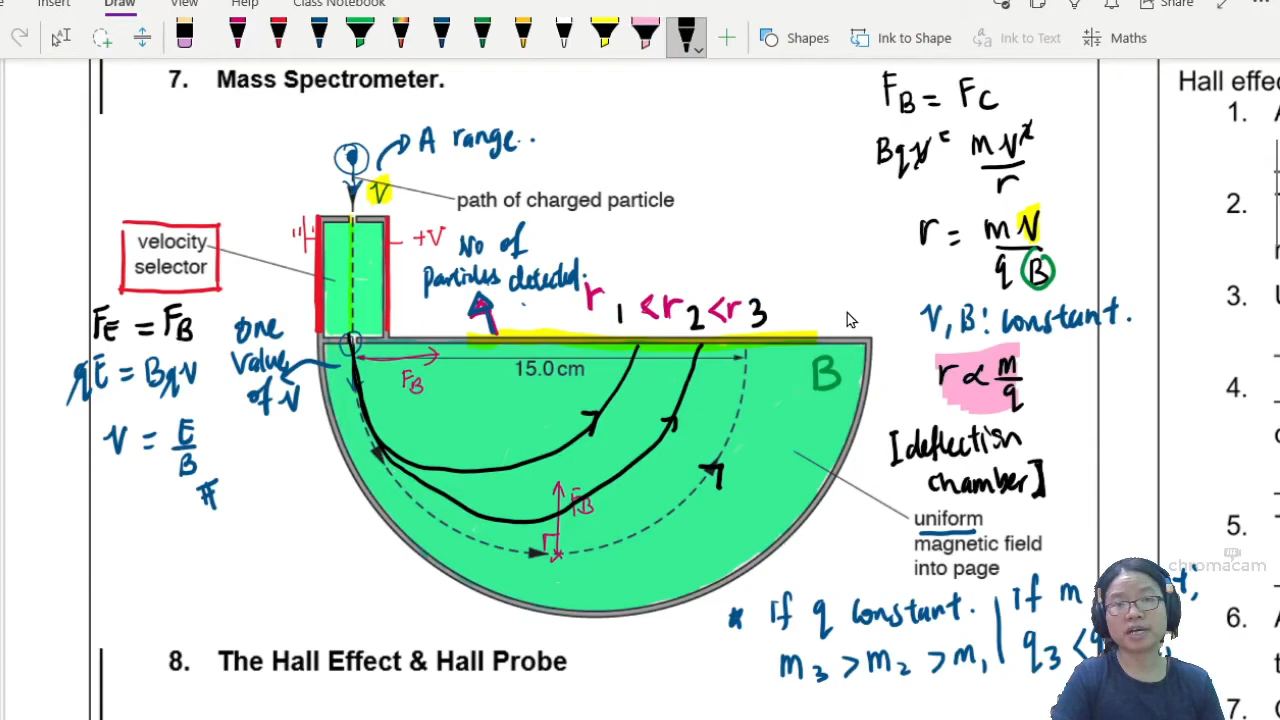 Insert
Draw
View
Help
Class Notebook
Share
Shapes
Ink to Shape
Ink to Text
Maths
7. Mass Spectrometer.
A range..
V
path of charged particle
velocity
selector
+V
No of
Particles detected.
r1 < r2 < r3
15.0 cm
FB
B
FB
FE = FB
qE = Bqv
v = E/B
One
value
of v
FB = FC
Bqv = mv²/r
r = mv/qB
v, B: constant.
r ∝ m/q
[deflection
chamber]
uniform
magnetic field
into page
* If q constant.
m3 > m2 > m1
If m
q3 <
8. The Hall Effect & Hall Probe
Hall effe
1.
2.
3.
4.
5.
6.
7.
chromacam